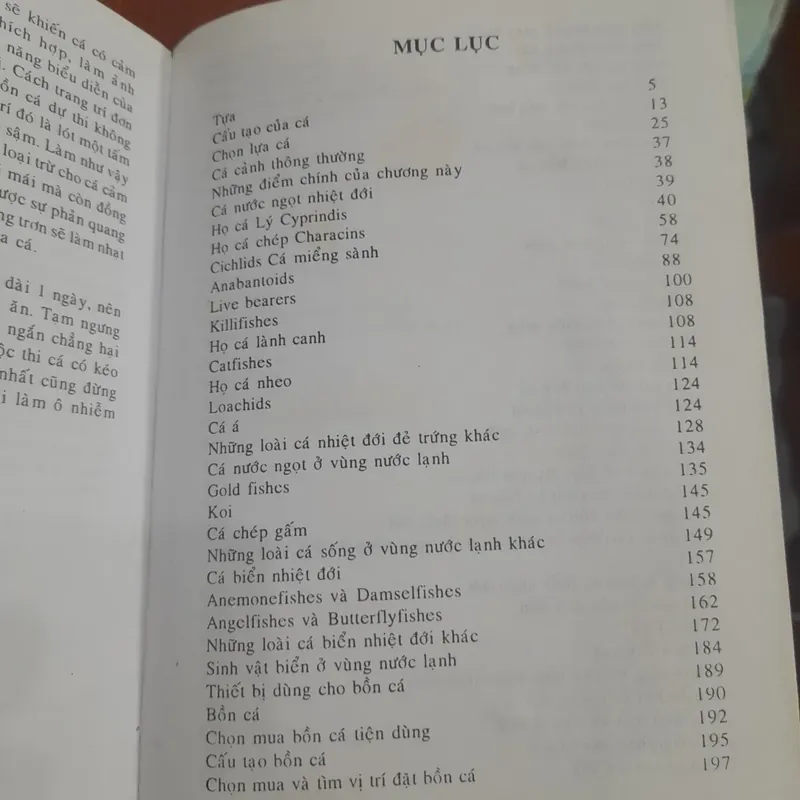 sẽ khiến cá có cảm
hích hợp, làm ảnh
năng biểu diễn của
i. Cách trang trí đơn
ồn cá dự thi không
rí đó là lót một tấm
sậm. Làm như vậy
loại trừ cho cá cảm
i mái mà còn đồng
ược sự phản quang
ng trơn sẽ làm nhat
a cá.
dài 1 ngày, nên
ăn. Tạm ngưng
ngắn chẳng hại
ộc thi cá có kéo
nhất cũng đừng
i làm ô nhiễm
MỤC LỤC
Tựa 5
Cấu tạo của cá 13
Chọn lựa cá 25
Cá cảnh thông thường 37
Những điểm chính của chương này 38
Cá nước ngọt nhiệt đới 39
Họ cá Lý Cyprindis 40
Họ cá chép Characins 58
Cichlids Cá miểng sành 74
Anabantoids 88
Live bearers 100
Killifishes 108
Họ cá lành canh 108
Catfishes 114
Họ cá nheo 114
Loachids 124
Cá á 124
Những loài cá nhiệt đới đẻ trứng khác 128
Cá nước ngọt ở vùng nước lạnh 134
Gold fishes 135
Koi 145
Cá chép gấm 145
Những loài cá sống ở vùng nước lạnh khác 149
Cá biển nhiệt đới 157
Anemonefishes và Damselfishes 158
Angelfishes và Butterflyfishes 162
Những loài cá biển nhiệt đới khác 172
Sinh vật biển ở vùng nước lạnh 184
Thiết bị dùng cho bồn cá 189
Bồn cá 190
Chọn mua bồn cá tiện dùng 192
Cấu tạo bồn cá 195
Chọn mua và tìm vị trí đặt bồn cá 197